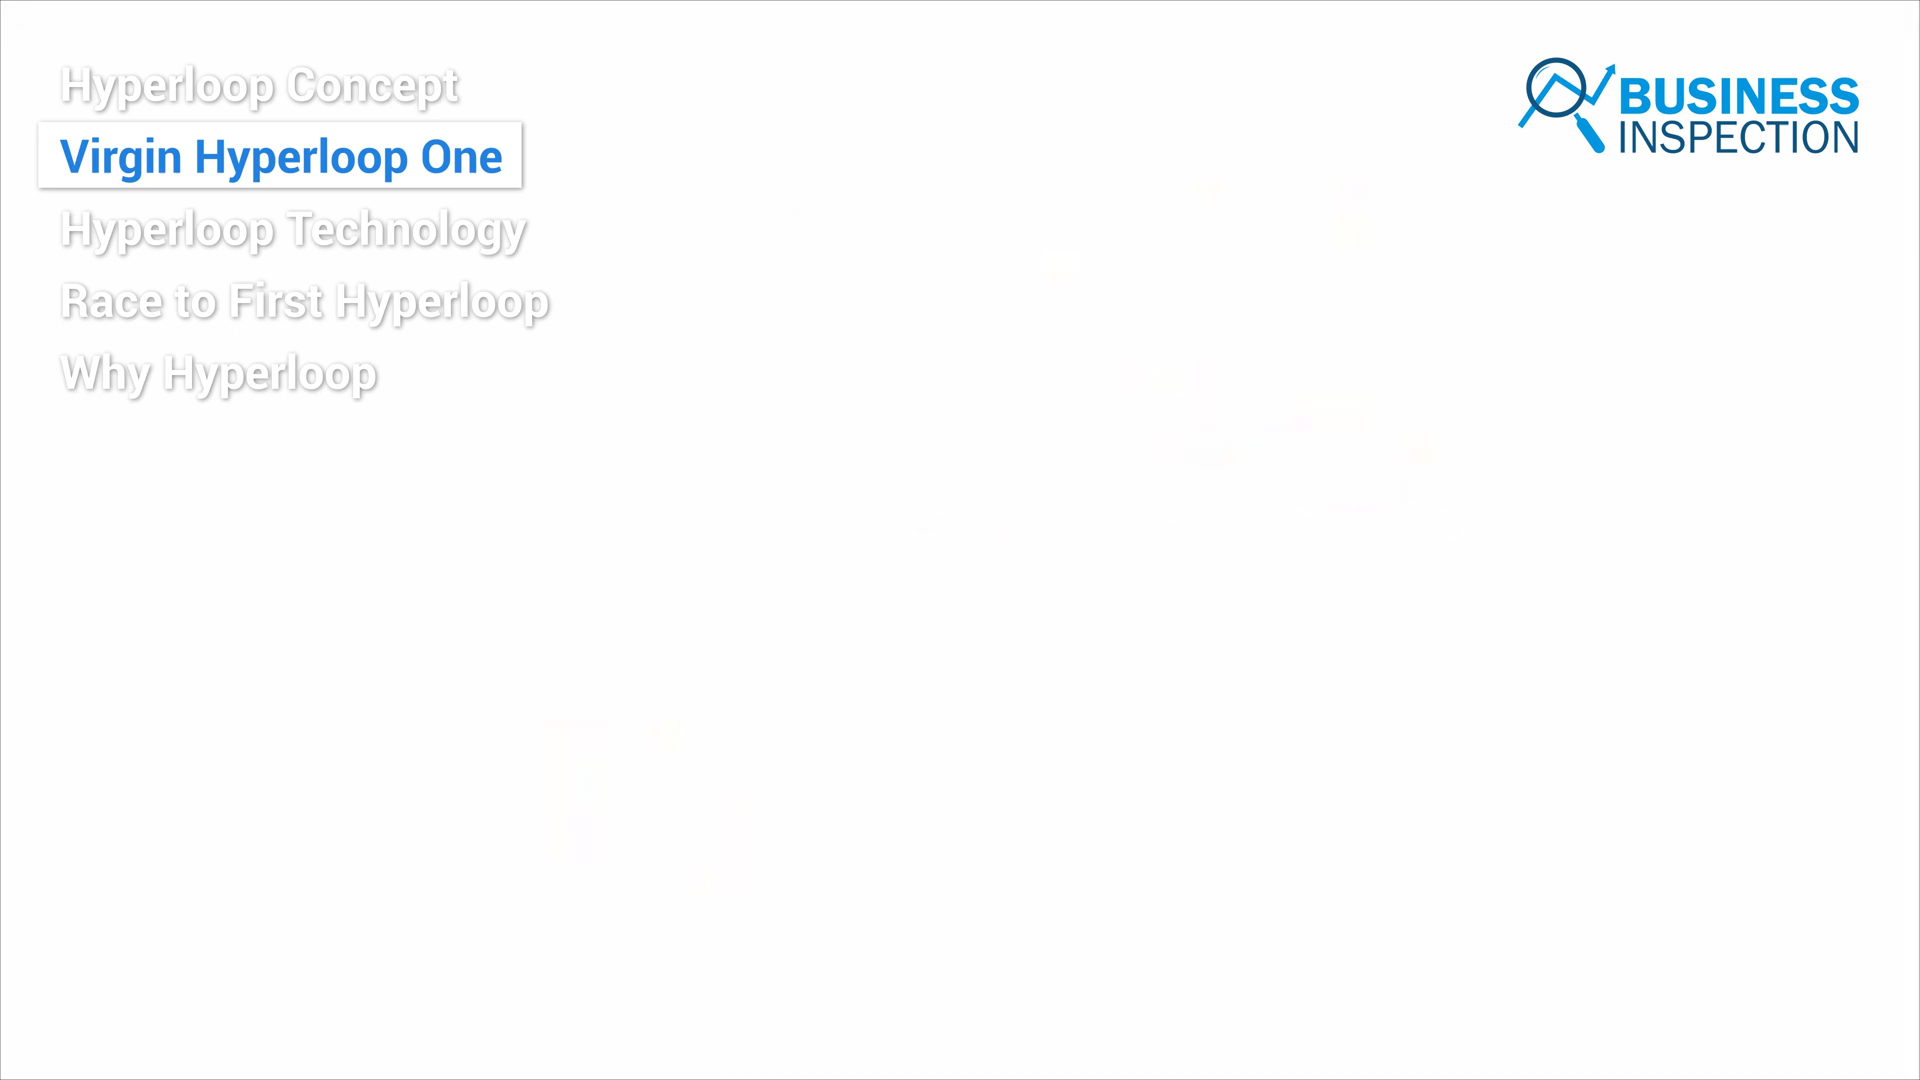 Hyperloop Concept
Virgin Hyperloop One
Hyperloop Technology
Race to First Hyperloop
Why Hyperloop
BUSINESS
INSPECTION